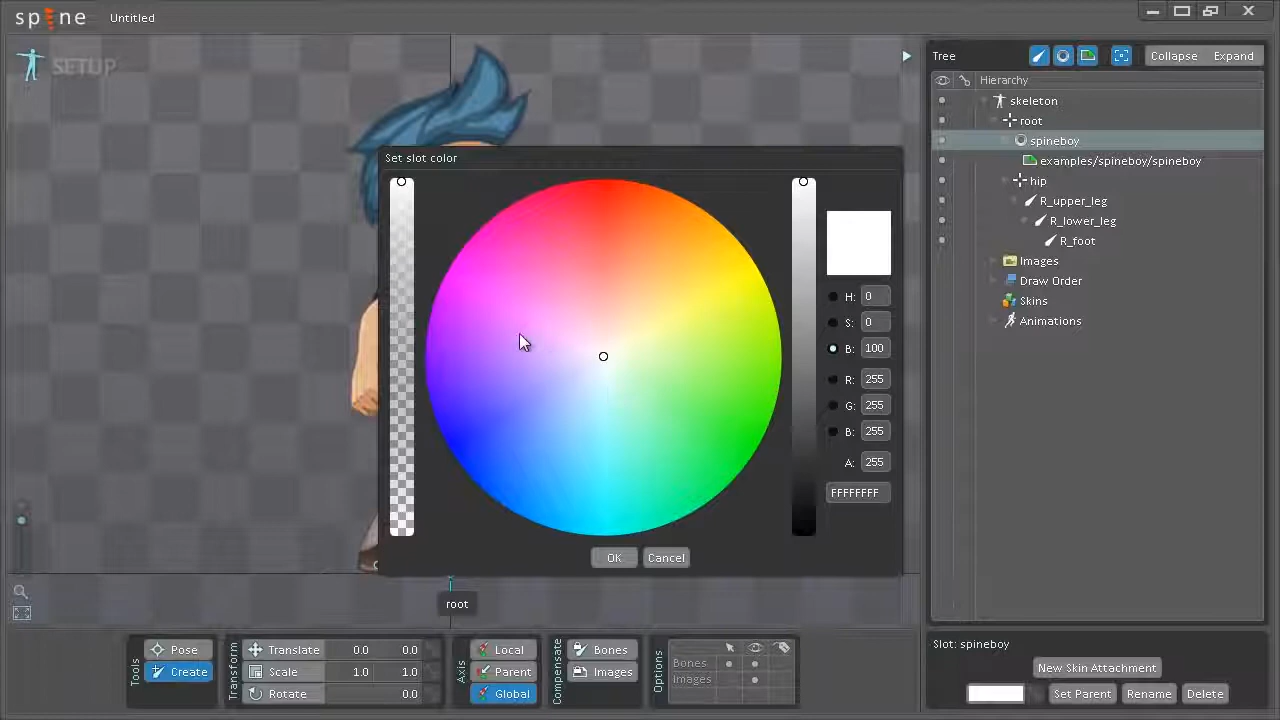 spine Untitled
SETUP
Tree Collapse Expand
Hierarchy
skeleton
root
spineboy
examples/spineboy/spineboy
hip
R_upper_leg
R_lower_leg
R_foot
Images
Draw Order
Skins
Animations
Set slot color
H: 0
S: 0
B: 100
R: 255
G: 255
B: 255
A: 255
FFFFFFFF
OK Cancel
root
Tools
Pose
Create
Transform
Translate 0.0 0.0
Scale 1.0 1.0
Rotate 0.0
Axis
Local
Parent
Global
Compensate
Bones
Images
Options
Bones
Images
Slot: spineboy
New Skin Attachment
Set Parent Rename Delete